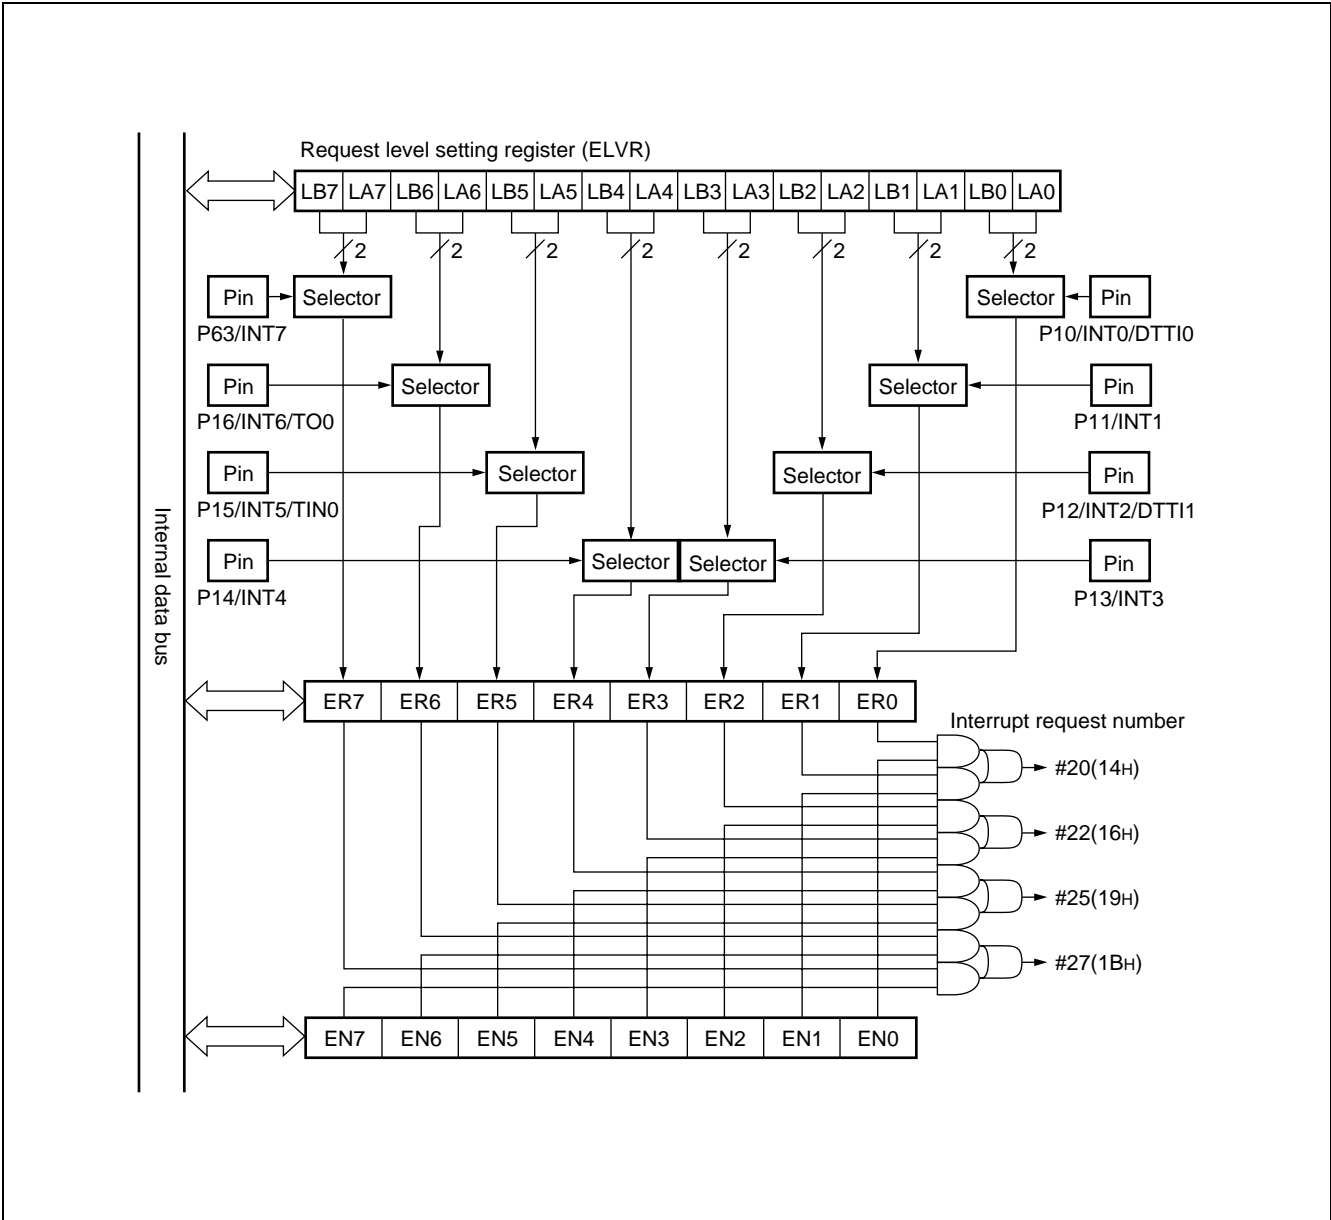 Request level setting register (ELVR)
LB7 LA7 LB6 LA6 LB5 LA5 LB4 LA4 LB3 LA3 LB2 LA2 LB1 LA1 LB0 LA0
2 2 2 2 2 2 2 2
Pin Selector Selector Pin
P63/INT7 P10/INT0/DTTI0
Pin Selector Selector Pin
P16/INT6/TO0 P11/INT1
Pin Selector Selector Pin
P15/INT5/TIN0 P12/INT2/DTTI1
Internal data bus
Pin Selector Selector Pin
P14/INT4 P13/INT3
ER7 ER6 ER5 ER4 ER3 ER2 ER1 ER0
Interrupt request number
#20(14H)
#22(16H)
#25(19H)
#27(1BH)
EN7 EN6 EN5 EN4 EN3 EN2 EN1 EN0